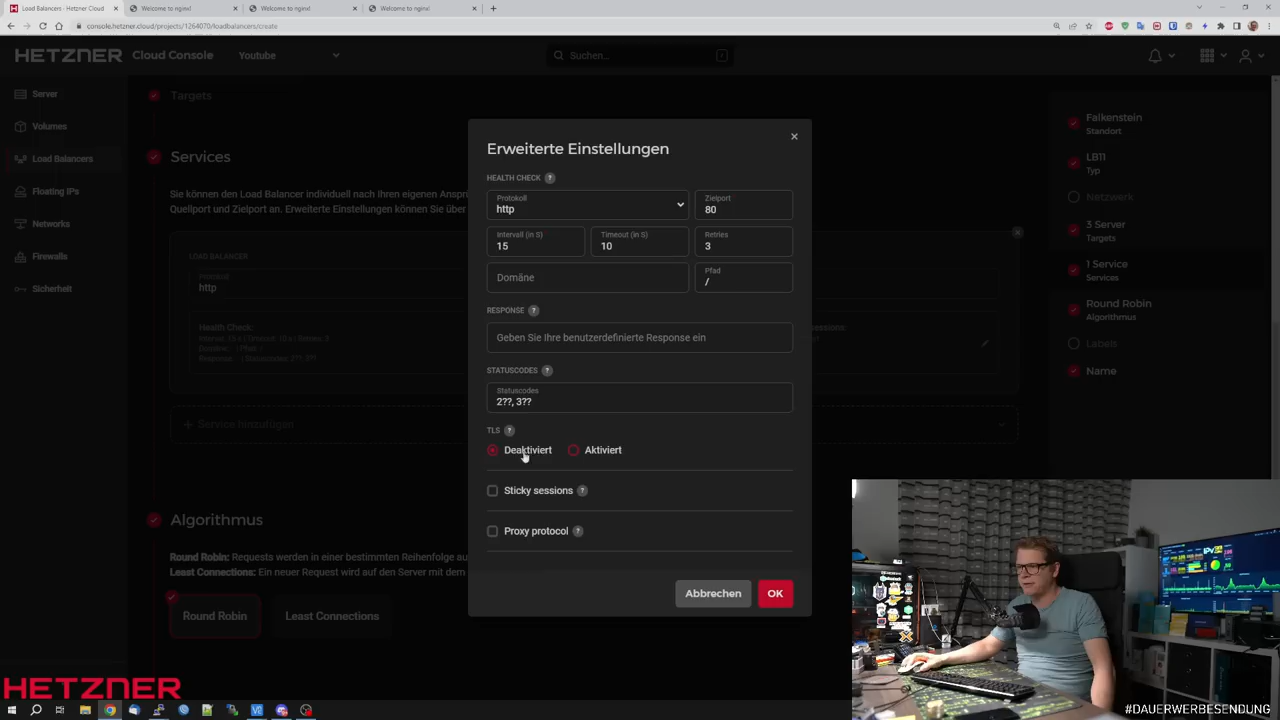 Load Balancers - Hetzner Cloud
Welcome to nginx!
Welcome to nginx!
Welcome to nginx!
console.hetzner.cloud/projects/1264070/loadbalancers/create
HETZNER Cloud Console
Youtube
Suchen...
Server
Volumes
Load Balancers
Floating IPs
Networks
Firewalls
Sicherheit
Targets
Services
Sie können den Load Balancer individuell nach Ihren eigenen Anspr
Quellport und Zielport an. Erweiterte Einstellungen können Sie über
LOAD BALANCER
Protokoll
http
Health Check:
Service hinzufügen
Algorithmus
Round Robin: Requests werden in einer bestimmten Reihenfolge au
Least Connections: Ein neuer Request wird auf den Server mit dem
Round Robin
Least Connections
Erweiterte Einstellungen
HEALTH CHECK ?
Protokoll
http
Zielport
80
Intervall (in S)
15
Timeout (in S)
10
Retries
3
Domäne
Pfad
/
RESPONSE ?
Geben Sie Ihre benutzerdefinierte Response ein
STATUSCODES ?
Statuscodes
2??, 3??
TLS ?
Deaktiviert
Aktiviert
Sticky sessions ?
Proxy protocol ?
Abbrechen
OK
Falkenstein
Standort
LB11
Typ
Netzwerk
3 Server
Targets
1 Service
Services
Round Robin
Algorithmus
Labels
Name
HETZNER
#DAUERWERBESENDUNG